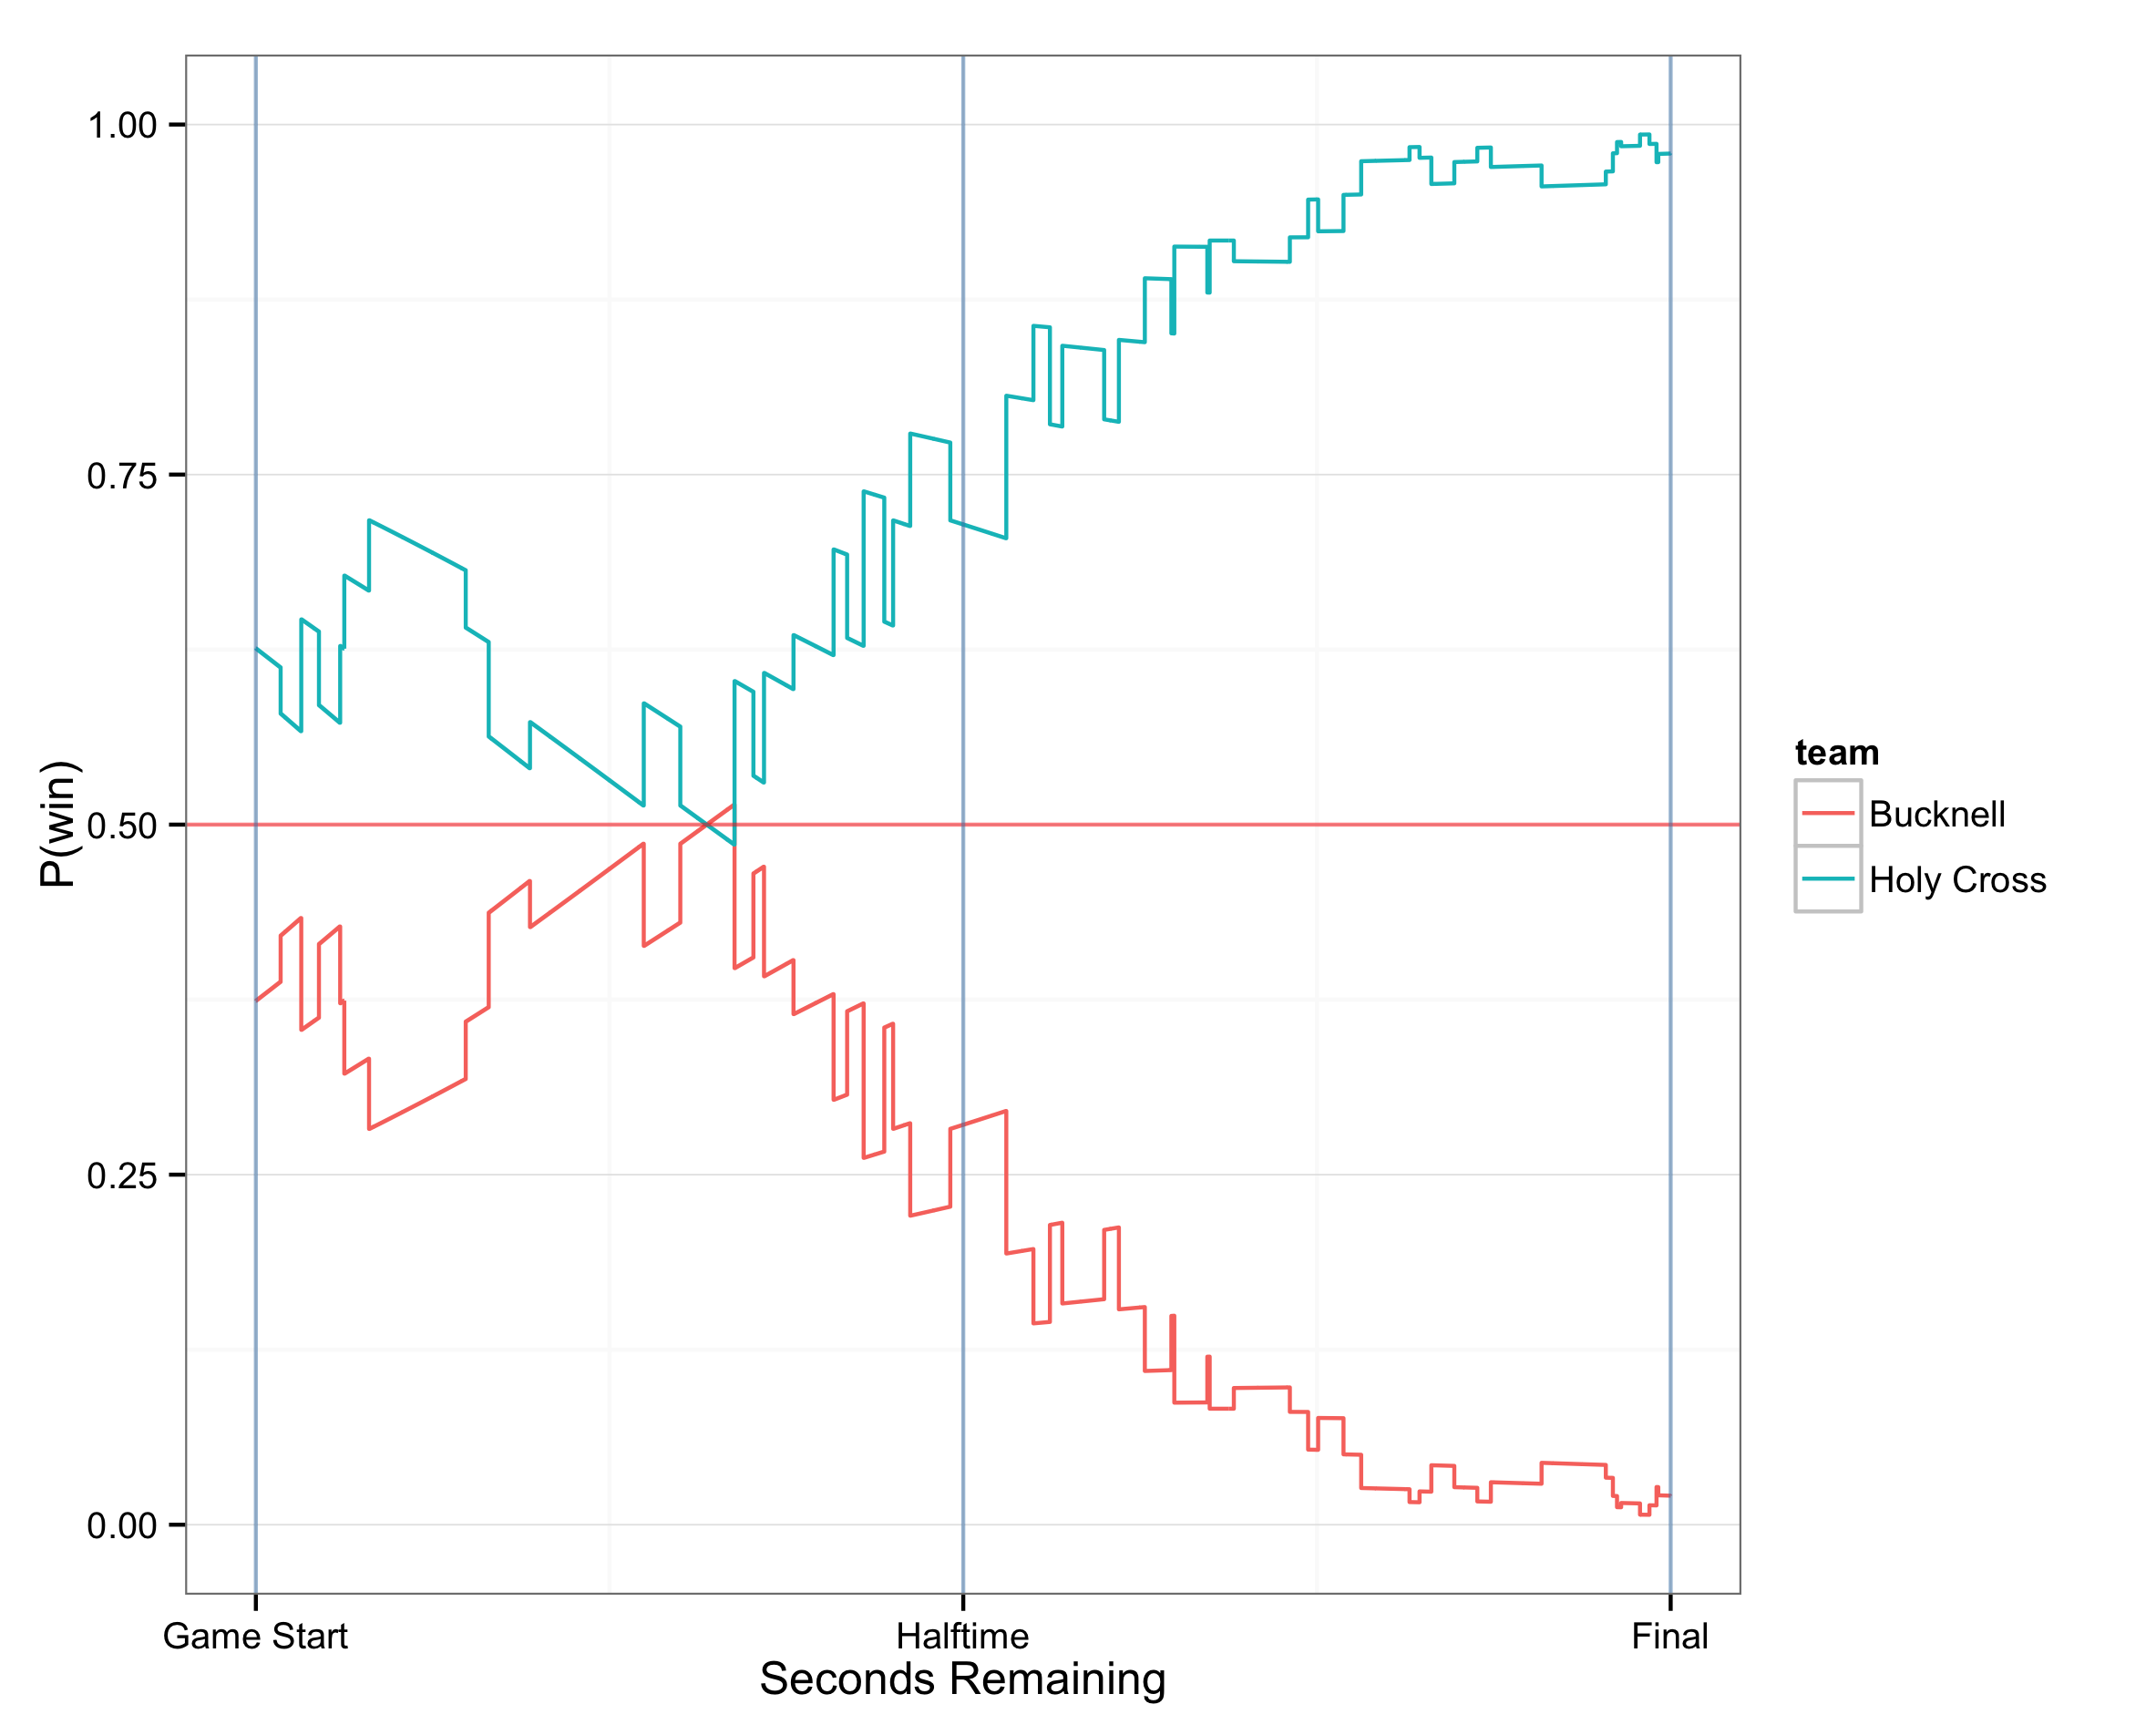 1.00
0.75
0.50
0.25
0.00
P(win)
Game Start
Halftime
Final
Seconds Remaining
team
Bucknell
Holy Cross